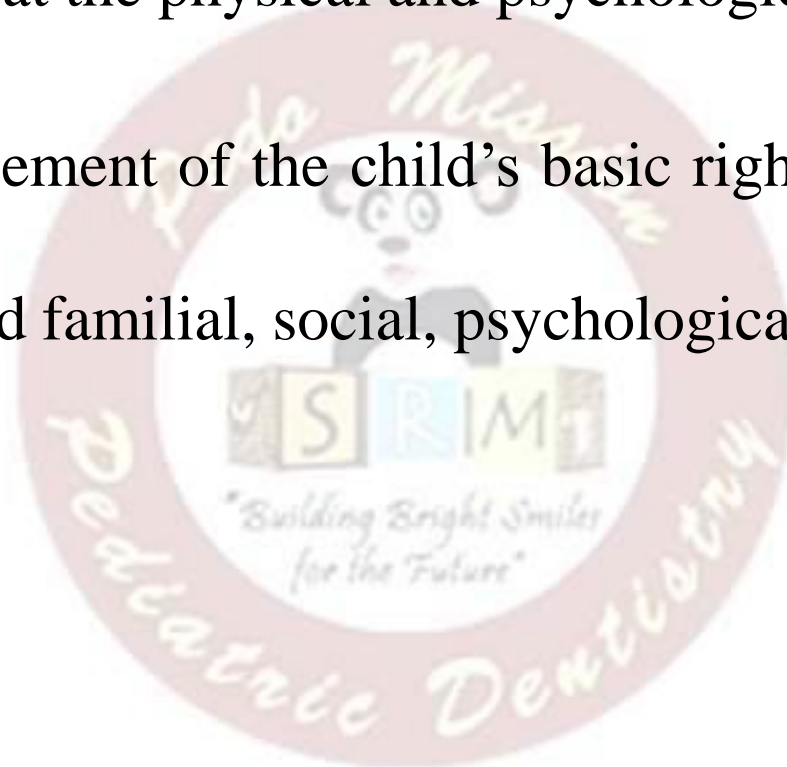 at the physical and psychologic
Pedo Mission
ement of the child's basic righ
d familial, social, psychologica
SRM
"Building Bright Smiles
for the Future"
Pediatric Dentistry